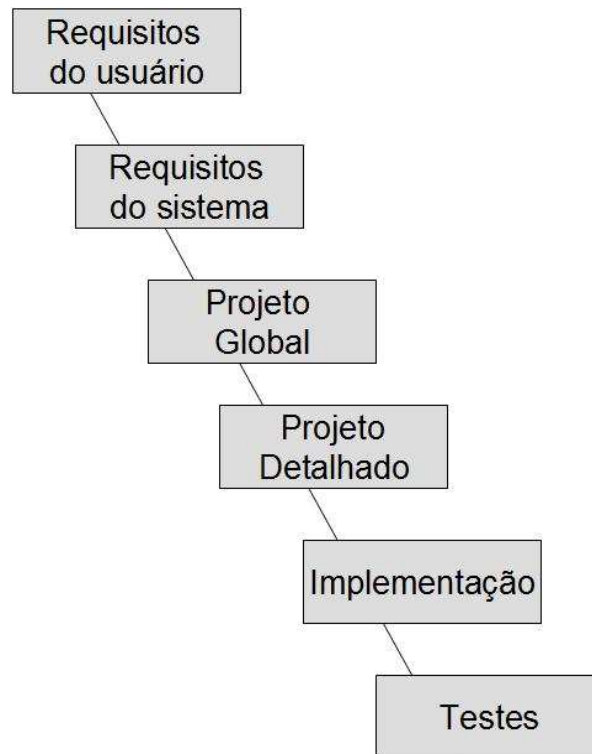 Requisitos
do usuário
Requisitos
do sistema
Projeto
Global
Projeto
Detalhado
Implementação
Testes